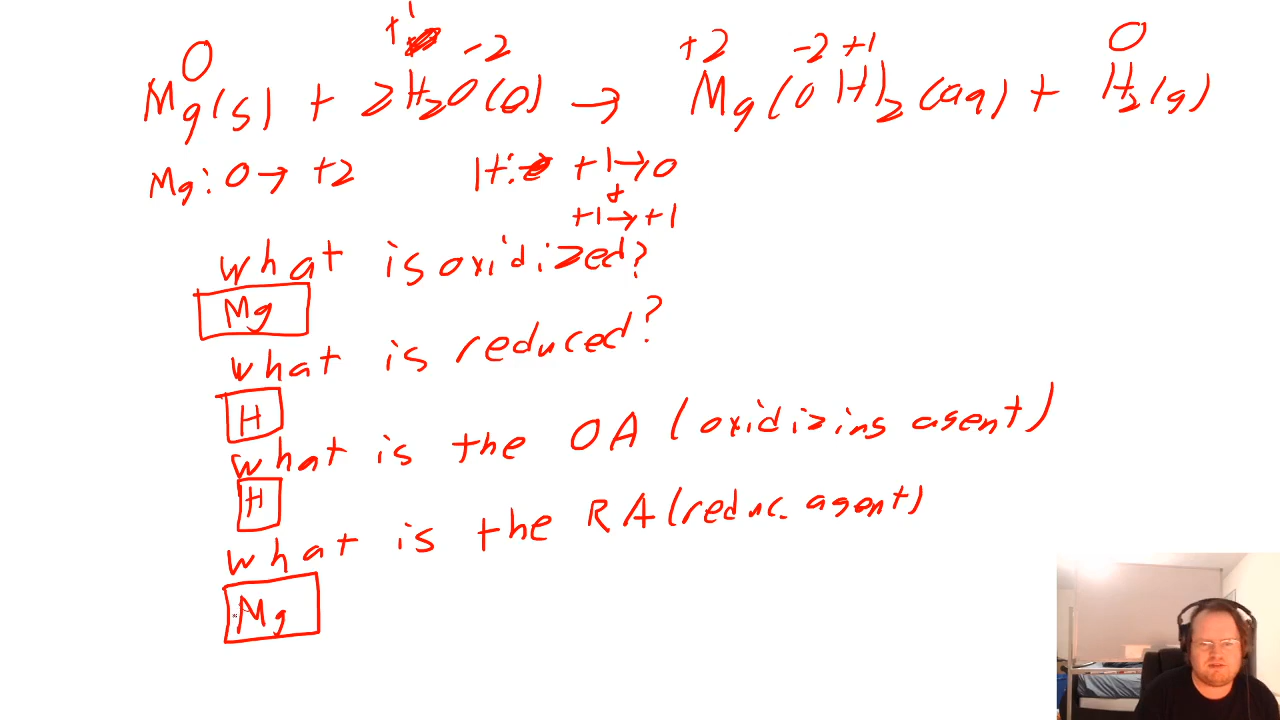 0 +1 -2 +2 -2 +1 0
Mg(s) + 2H₂O(l) → Mg(OH)₂(aq) + H₂(g)
Mg: 0 → +2 H: +1 → 0
&
+1 → +1
what is oxidized?
Mg
what is reduced?
H
what is the OA (oxidizing agent)
H
what is the RA (reduc. agent)
Mg